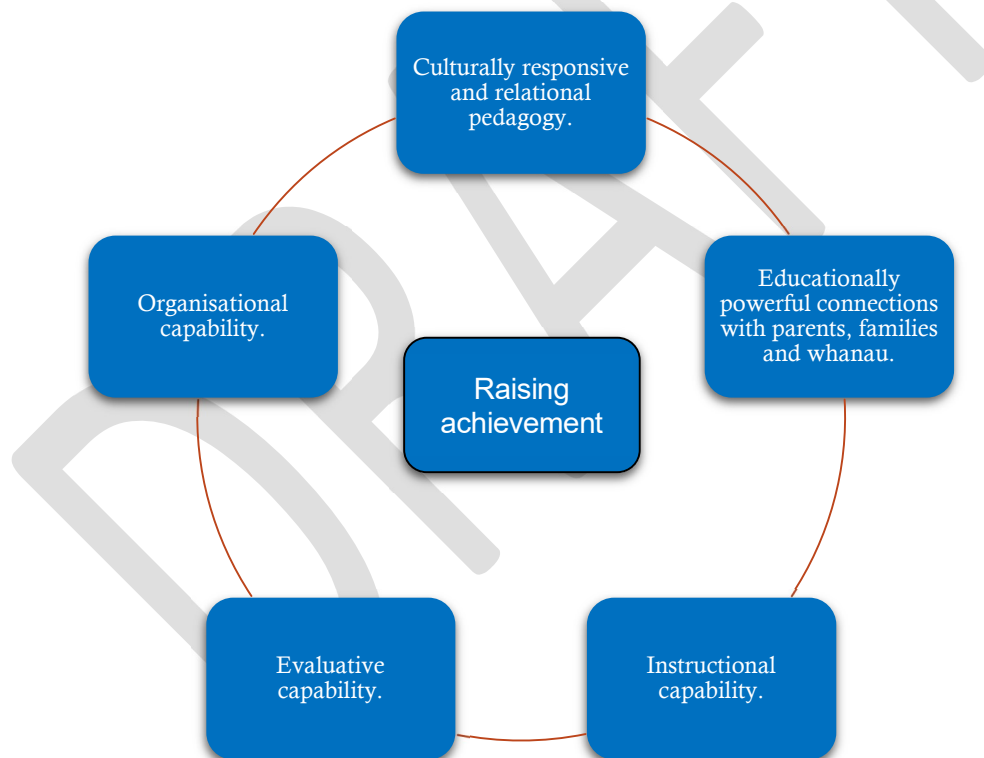 Culturally responsive
and relational
pedagogy.
Educationally
powerful connections
with parents, families
and whanau.
Instructional
capability.
Evaluative
capability.
Organisational
capability.
Raising
achievement
DRAFT